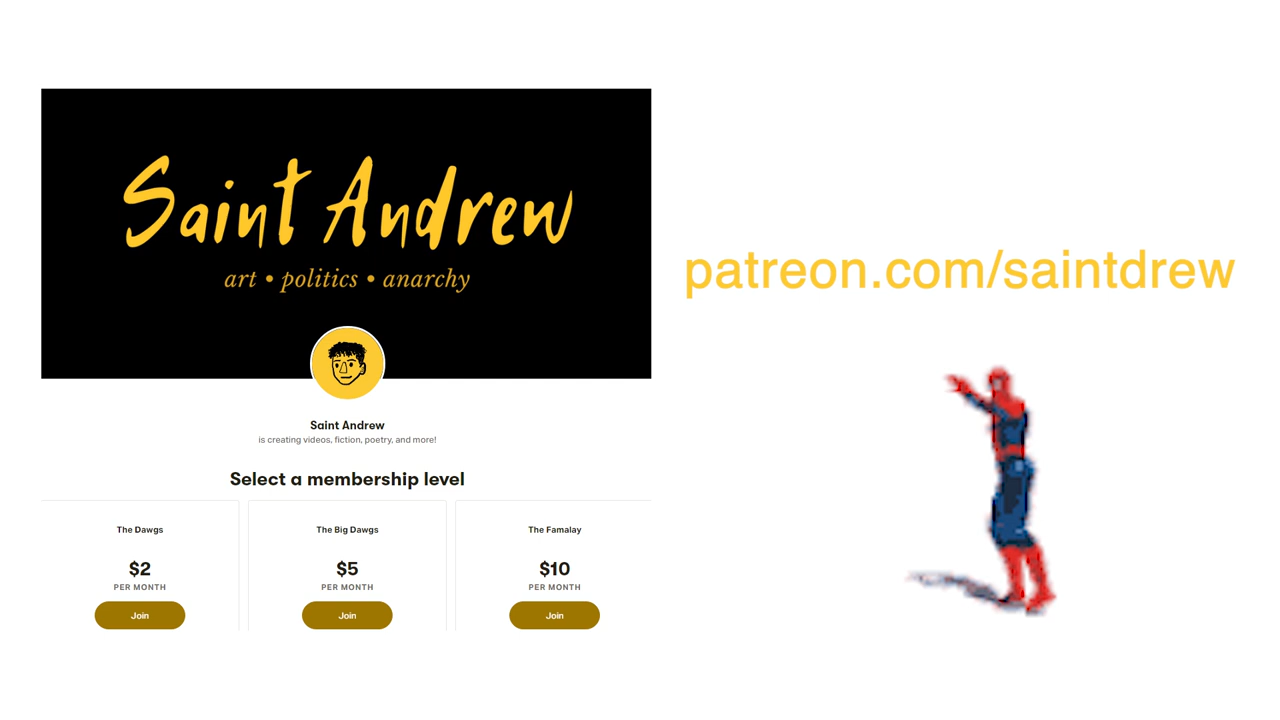 Saint Andrew
art • politics • anarchy
Saint Andrew
is creating videos, fiction, poetry, and more!
Select a membership level
The Dawgs
$2
PER MONTH
Join
The Big Dawgs
$5
PER MONTH
Join
The Famalay
$10
PER MONTH
Join
patreon.com/saintdrew